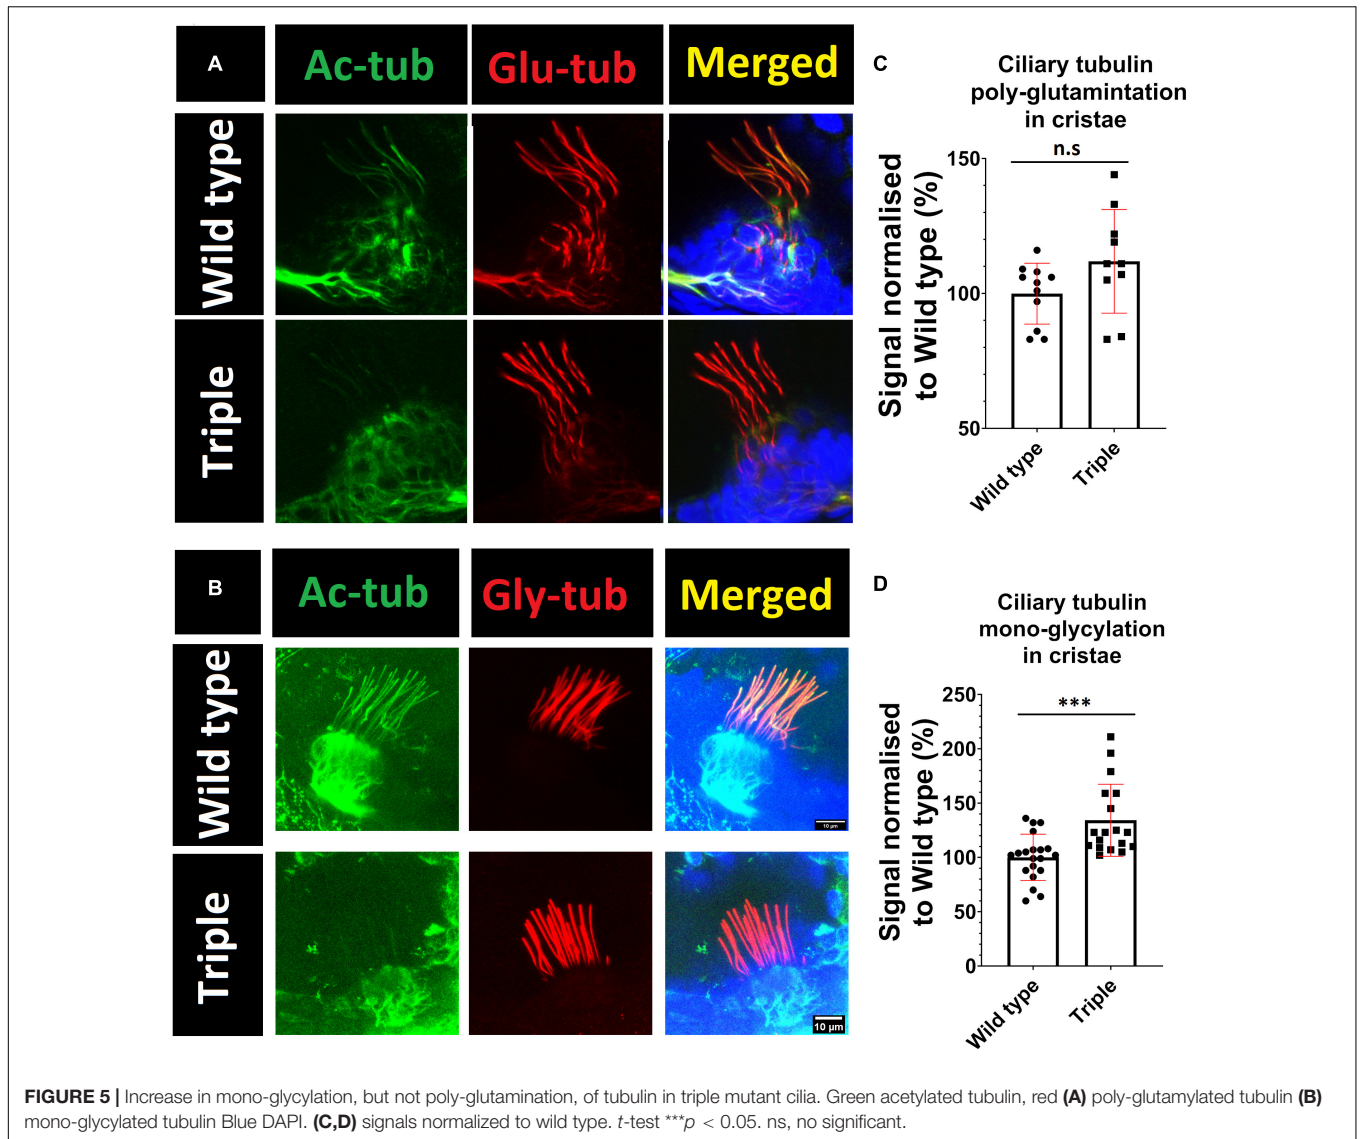 A
Ac-tub
Glu-tub
Merged
Wild type
Triple
C
Ciliary tubulin
poly-glutamintation
in cristae
n.s
Signal normalised
to Wild type (%)
150
100
50
Wild type
Triple
B
Ac-tub
Gly-tub
Merged
Wild type
10 µm
Triple
10 µm
D
Ciliary tubulin
mono-glycylation
in cristae
***
Signal normalised
to Wild type (%)
250
200
150
100
50
0
Wild type
Triple
FIGURE 5 | Increase in mono-glycylation, but not poly-glutamination, of tubulin in triple mutant cilia. Green acetylated tubulin, red (A) poly-glutamylated tubulin (B)
mono-glycylated tubulin Blue DAPI. (C,D) signals normalized to wild type. t-test ***p < 0.05. ns, no significant.